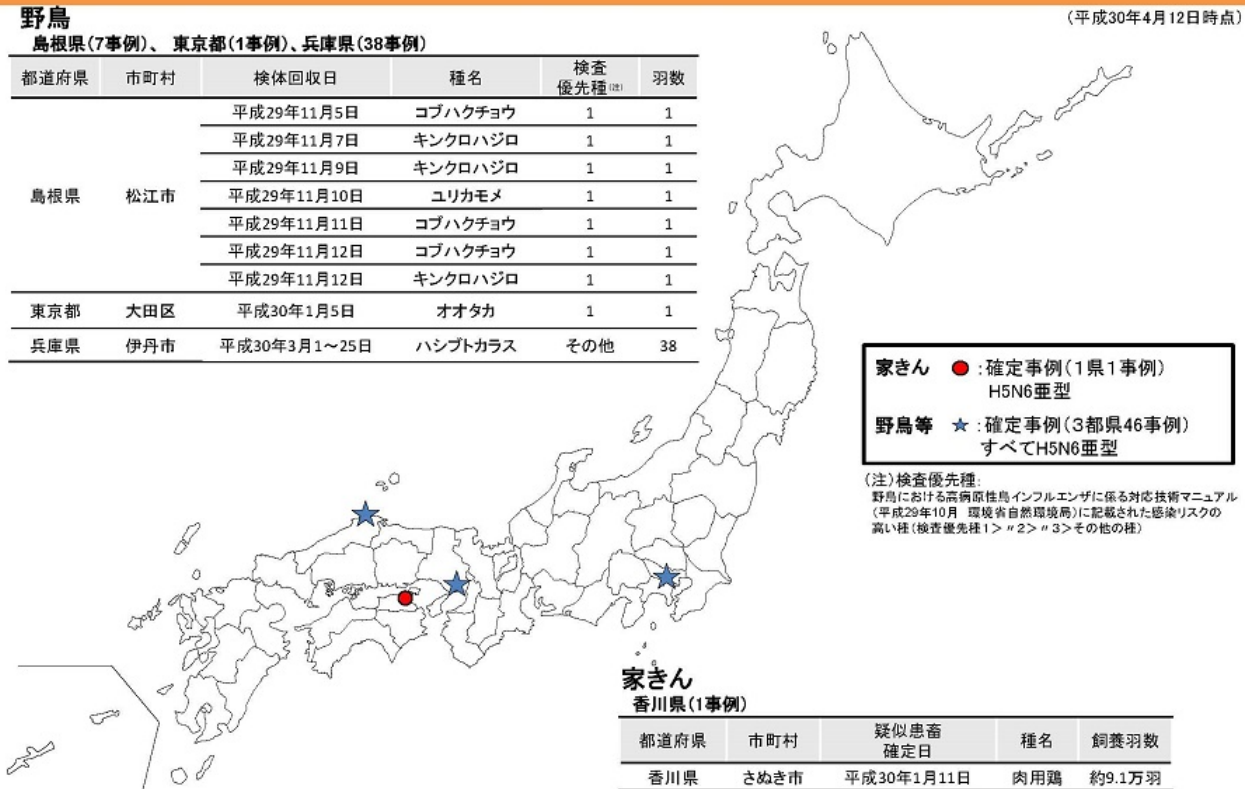 (平成30年4月12日時点)
野鳥
島根県(7事例)、 東京都(1事例)、兵庫県(38事例)
都道府県 市町村 検体回収日 種名 検査優先種(注) 羽数
島根県 松江市 平成29年11月5日 コブハクチョウ 1 1
平成29年11月7日 キンクロハジロ 1 1
平成29年11月9日 キンクロハジロ 1 1
平成29年11月10日 ユリカモメ 1 1
平成29年11月11日 コブハクチョウ 1 1
平成29年11月12日 コブハクチョウ 1 1
平成29年11月12日 キンクロハジロ 1 1
東京都 大田区 平成30年1月5日 オオタカ 1 1
兵庫県 伊丹市 平成30年3月1~25日 ハシブトカラス その他 38
家きん :確定事例(1県1事例)
H5N6亜型
野鳥等 :確定事例(3都県46事例)
すべてH5N6亜型
(注)検査優先種:
野鳥における高病原性鳥インフルエンザに係る対応技術マニュアル
(平成29年10月 環境省自然環境局)に記載された感染リスクの
高い種(検査優先種1>〃2>〃3>その他の種)
家きん
香川県(1事例)
都道府県 市町村 疑似患畜確定日 種名 飼養羽数
香川県 さぬき市 平成30年1月11日 肉用鶏 約9.1万羽